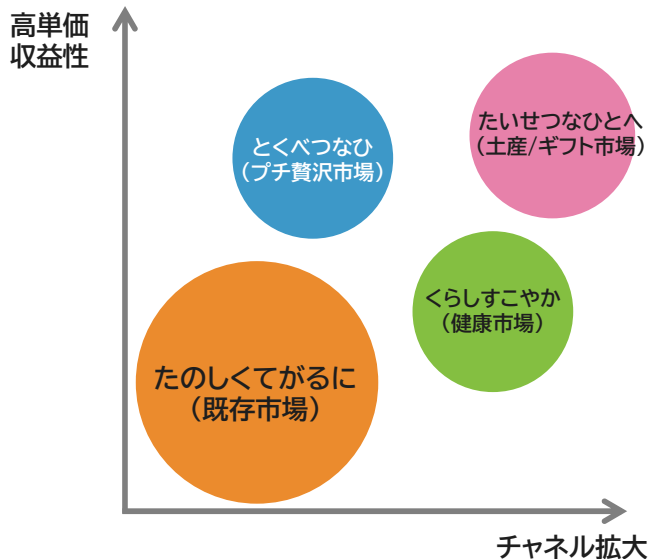 高単価
収益性
とくべつなひ
（プチ贅沢市場）
たいせつなひとへ
（土産/ギフト市場）
くらしすこやか
（健康市場）
たのしくてがるに
（既存市場）
チャネル拡大